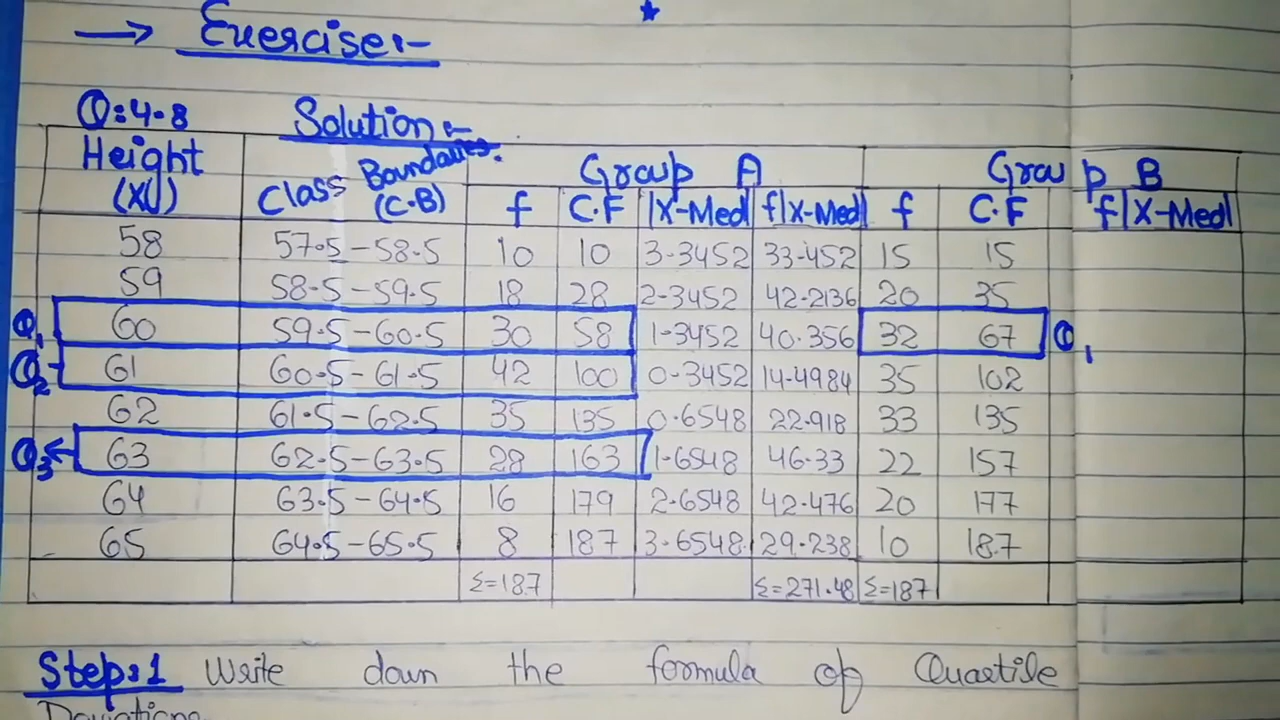 → Exercise:-
Q:4.8 Solution:-
Height (XU) Class Boundaries. (C.B) Group A Group B
f C.F |X-Med| f|X-Med| f C.F f|X-Med|
58 57.5-58.5 10 10 3.3452 33.452 15 15
59 58.5-59.5 18 28 2.3452 42.2136 20 35
Q1 60 59.5-60.5 30 58 1.3452 40.356 32 67 Q1
Q2 61 60.5-61.5 42 100 0.3452 14.4984 35 102
62 61.5-62.5 35 135 0.6548 22.918 33 135
Q3 63 62.5-63.5 28 163 1.6548 46.33 22 157
64 63.5-64.5 16 179 2.6548 42.476 20 177
65 64.5-65.5 8 187 3.6548 29.238 10 187
Σ=187 Σ=271.48 Σ=187
Step:1 Write down the formula of Quartile
Deviations